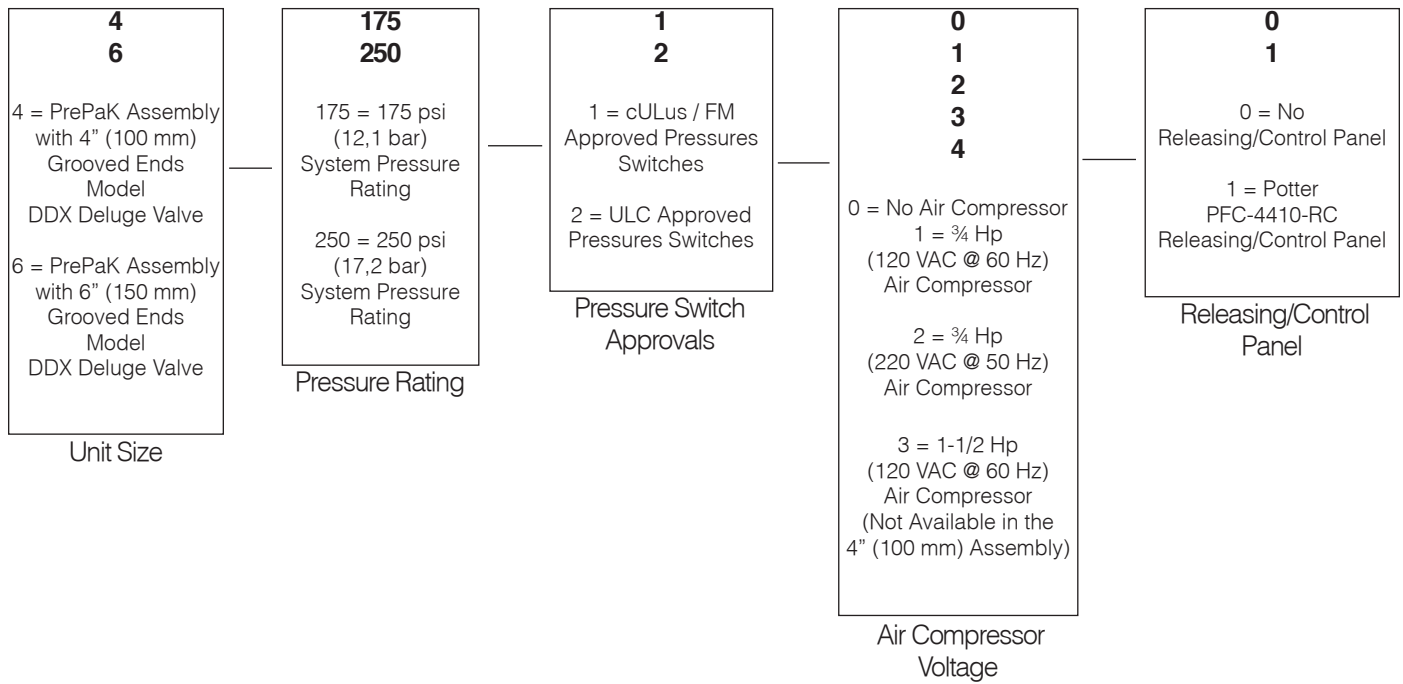 4
6
4 = PrePaK Assembly
with 4” (100 mm)
Grooved Ends
Model
DDX Deluge Valve
6 = PrePaK Assembly
with 6” (150 mm)
Grooved Ends
Model
DDX Deluge Valve
Unit Size
175
250
175 = 175 psi
(12,1 bar)
System Pressure
Rating
250 = 250 psi
(17,2 bar)
System Pressure
Rating
Pressure Rating
1
2
1 = cULus / FM
Approved Pressures
Switches
2 = ULC Approved
Pressures Switches
Pressure Switch
Approvals
0
1
2
3
4
0 = No Air Compressor
1 = ¾ Hp
(120 VAC @ 60 Hz)
Air Compressor
2 = ¾ Hp
(220 VAC @ 50 Hz)
Air Compressor
3 = 1-1/2 Hp
(120 VAC @ 60 Hz)
Air Compressor
(Not Available in the
4” (100 mm) Assembly)
Air Compressor
Voltage
0
1
0 = No
Releasing/Control Panel
1 = Potter
PFC-4410-RC
Releasing/Control Panel
Releasing/Control
Panel